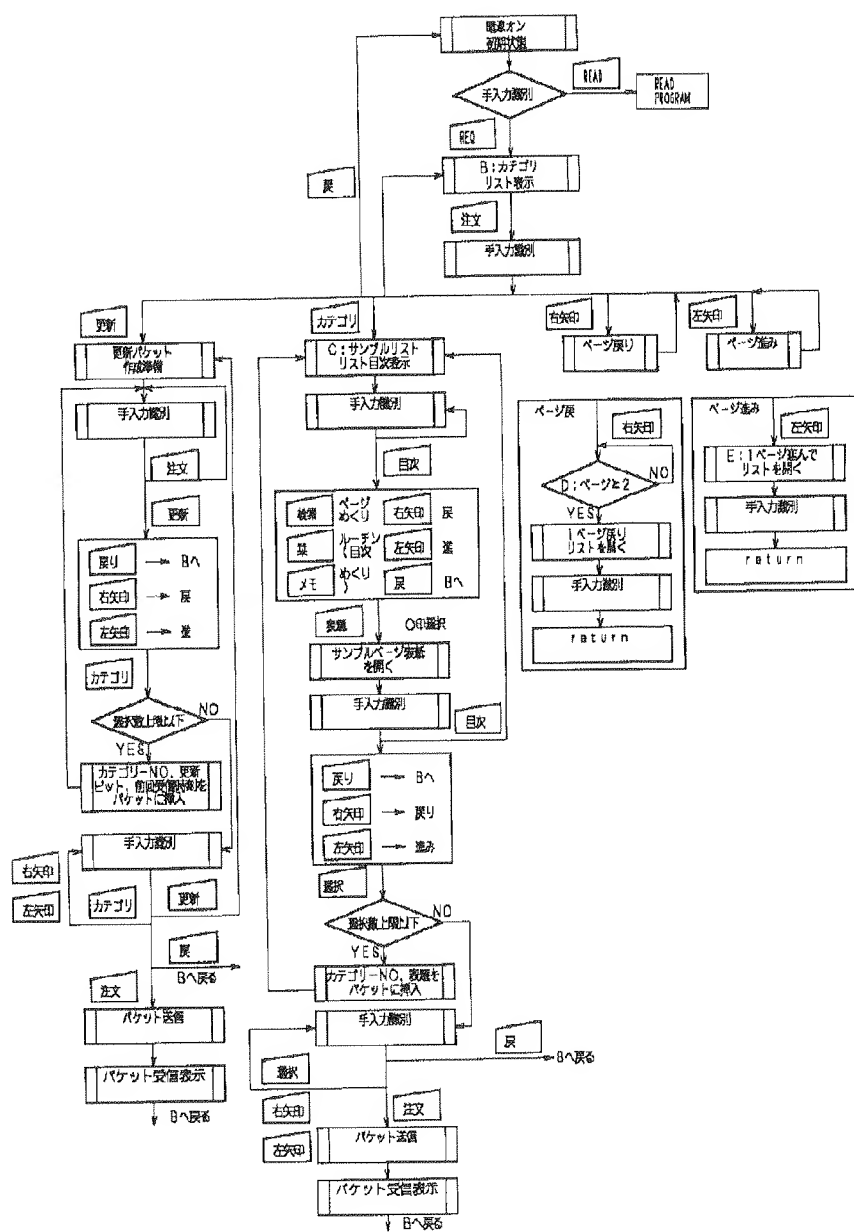 電源オン
初期状態
手入力識別
READ
READ
PROGRAM
REQ
B:カテゴリ
リスト表示
戻
注文
手入力識別
更新
更新パケット
作成準備
手入力識別
注文
更新
戻り → Bへ
右矢印 → 戻
左矢印 → 進
カテゴリ
選択数上限以下
NO
YES
カテゴリーNO、更新
ビット、前回受信時刻を
パケットに挿入
手入力識別
右矢印
左矢印
カテゴリ
更新
戻
Bへ戻る
注文
パケット送信
パケット受信表示
Bへ戻る
カテゴリ
C:サンプルリスト
リスト目次表示
手入力識別
目次
検索 ページ 右矢印 戻
めくり
栞 ルーチン 左矢印 進
(目次
メモ めくり 戻 Bへ
)
表題
〇印選択
サンプルページ表紙
を開く
手入力識別
目次
戻り → Bへ
右矢印 → 戻り
左矢印 → 進み
選択
選択数上限以下
NO
YES
カテゴリーNO、表題を
パケットに挿入
手入力識別
戻
Bへ戻る
選択
右矢印
左矢印
注文
パケット送信
パケット受信表示
Bへ戻る
右矢印
ページ戻り
左矢印
ページ進み
ページ戻
右矢印
D:ページ≧2
NO
YES
1ページ戻り
リストを開く
手入力識別
return
ページ進み
左矢印
E:1ページ進んで
リストを開く
手入力識別
return